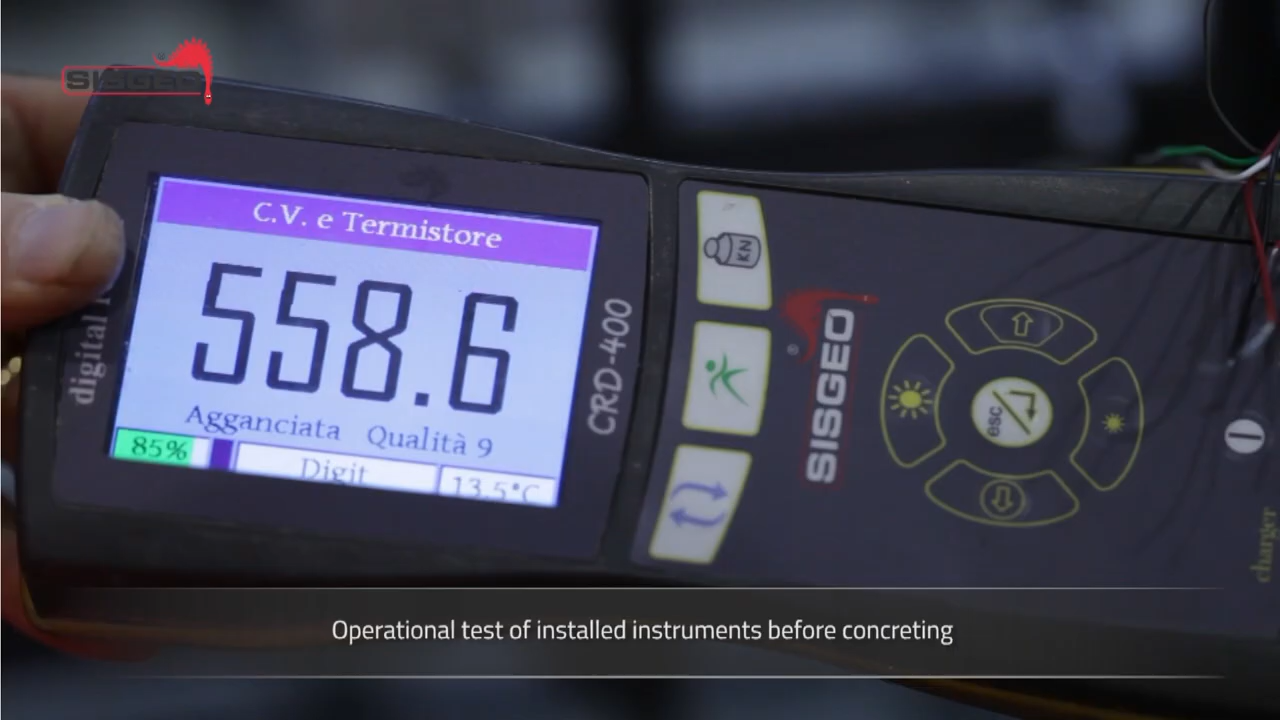 SISGEO
C.V. e Termistore
558.6
Agganciata Qualità 9
85%
Digit
13.5°C
digital
CRD-400
KN
SISGEO
esc
charger
Operational test of installed instruments before concreting